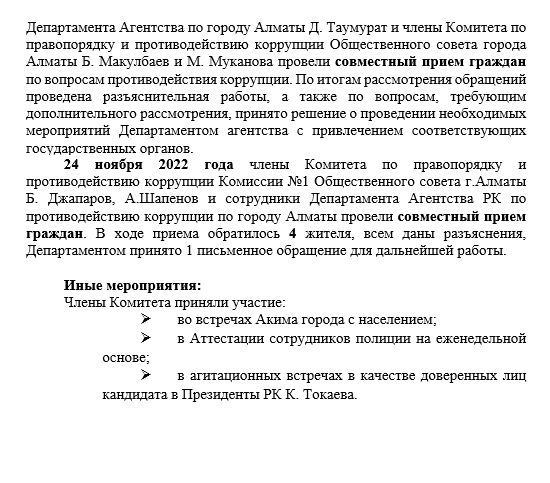 Департамента Агентства по городу Алматы Д. Таумурат и члены Комитета по
правопорядку и противодействию коррупции Общественного совета города
Алматы Б. Макулбаев и М. Муканова провели совместный прием граждан
по вопросам противодействия коррупции. По итогам рассмотрения обращений
проведена разъяснительная работы, а также по вопросам, требующим
дополнительного рассмотрения, принято решение о проведении необходимых
мероприятий Департаментом агентства с привлечением соответствующих
государственных органов.
24 ноября 2022 года члены Комитета по правопорядку и
противодействию коррупции Комиссии №1 Общественного совета г.Алматы
Б. Джапаров, А.Шапенов и сотрудники Департамента Агентства РК по
противодействию коррупции по городу Алматы провели совместный прием
граждан. В ходе приема обратилось 4 жителя, всем даны разъяснения,
Департаментом принято 1 письменное обращение для дальнейшей работы.
Иные мероприятия:
Члены Комитета приняли участие:
➢ во встречах Акима города с населением;
➢ в Аттестации сотрудников полиции на еженедельной
основе;
➢ в агитационных встречах в качестве доверенных лиц
кандидата в Президенты РК К. Токаева.